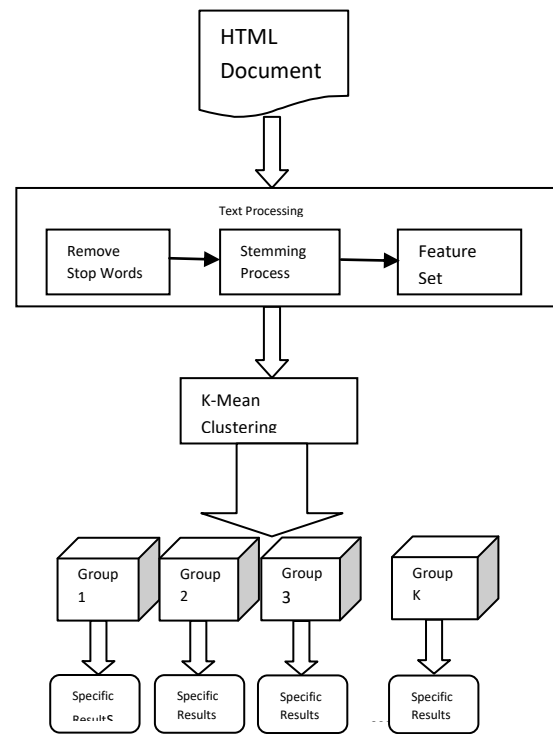 HTML
Document
Text Processing
Remove
Stop Words
Stemming
Process
Feature
Set
K-Mean
Clustering
Group
1
Group
2
Group
3
Group
K
Specific
ResultS
Specific
Results
Specific
Results
Specific
Results